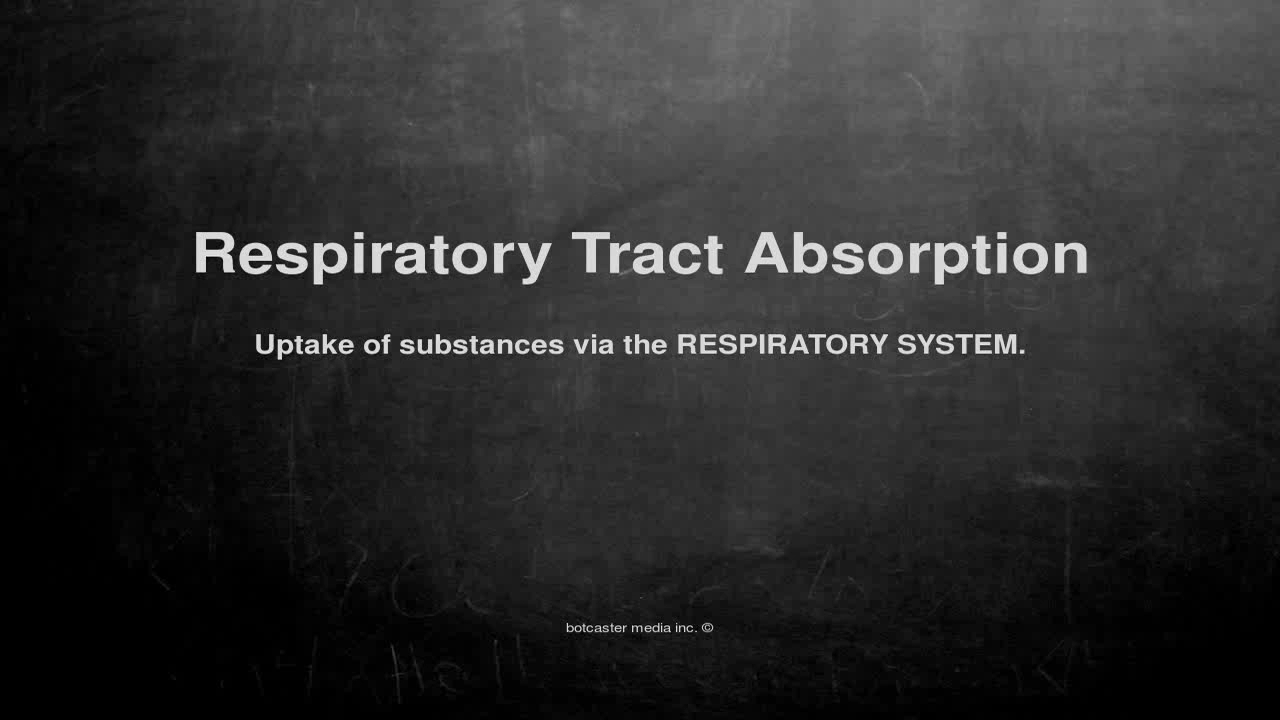 Respiratory Tract Absorption
Uptake of substances via the RESPIRATORY SYSTEM.
botcaster media inc. ©